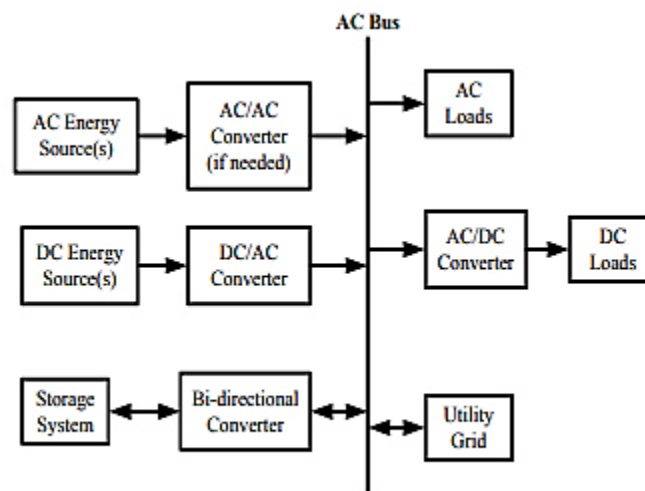 AC Bus
AC Energy
Source(s)
AC/AC
Converter
(if needed)
AC
Loads
DC Energy
Source(s)
DC/AC
Converter
AC/DC
Converter
DC
Loads
Storage
System
Bi-directional
Converter
Utility
Grid